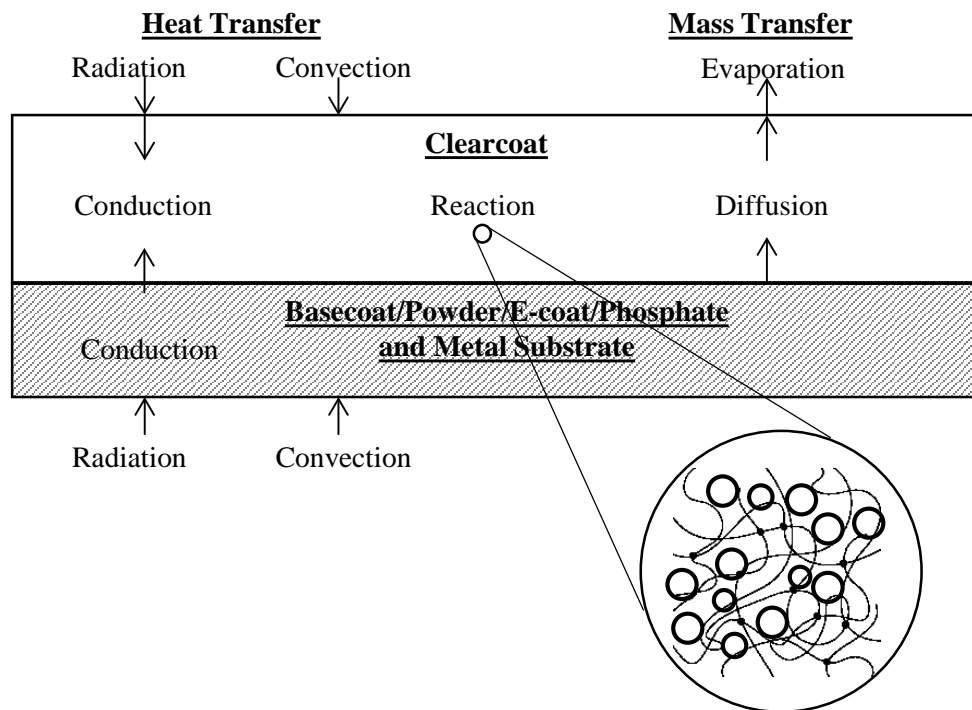 Heat Transfer
Mass Transfer
Radiation
Convection
Evaporation
Clearcoat
Conduction
Reaction
Diffusion
Basecoat/Powder/E-coat/Phosphate
and Metal Substrate
Conduction
Radiation
Convection